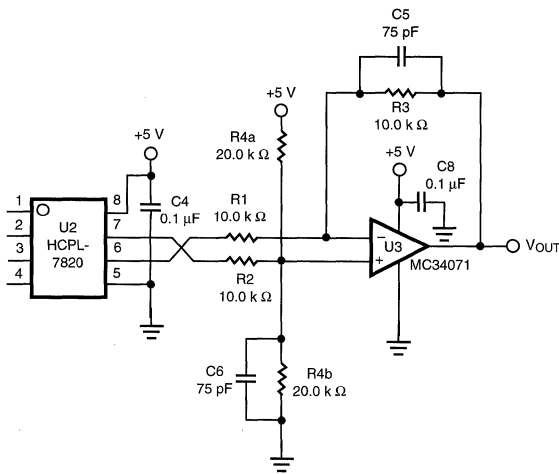 C5
75 pF
R3
10.0 k Ω
+5 V
R4a
20.0 k Ω
+5 V
+5 V
C8
0.1 µF
1
2
3
4
U2
HCPL-
7820
8
7
6
5
C4
0.1 µF
R1
10.0 k Ω
R2
10.0 k Ω
−
+
U3
MC34071
VOUT
C6
75 pF
R4b
20.0 k Ω